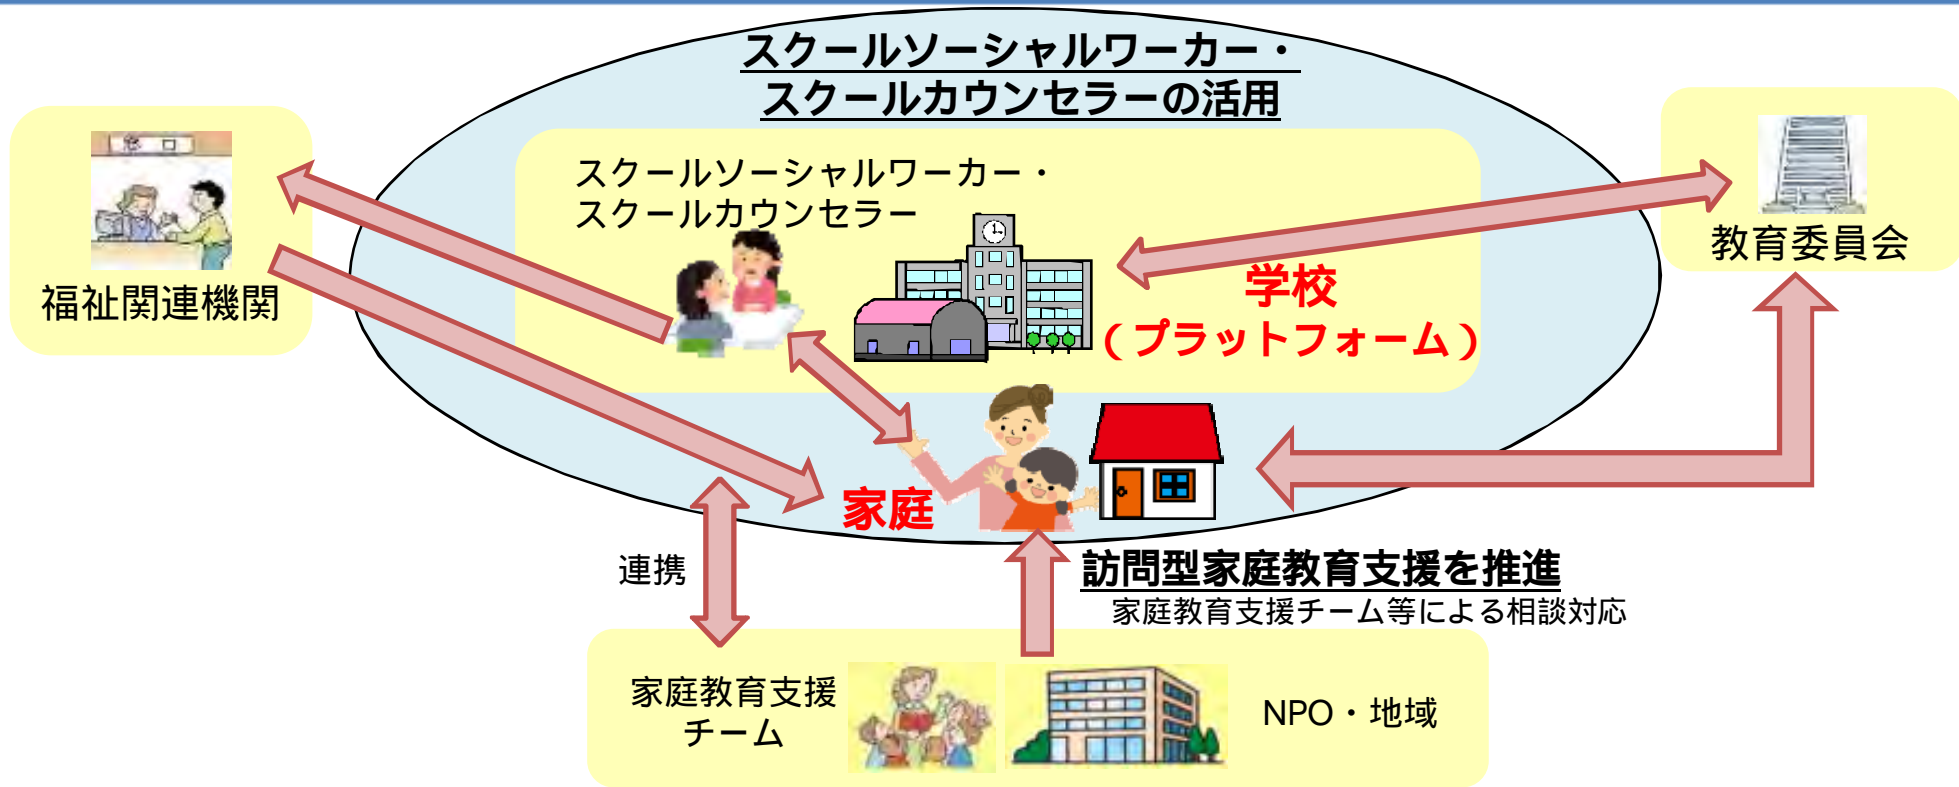 スクールソーシャルワーカー・
スクールカウンセラーの活用
窓 口
スクールソーシャルワーカー・
スクールカウンセラー
福祉関連機関
教育委員会
学校
（プラットフォーム）
家庭
連携
訪問型家庭教育支援を推進
家庭教育支援チーム等による相談対応
家庭教育支援
チーム
NPO・地域